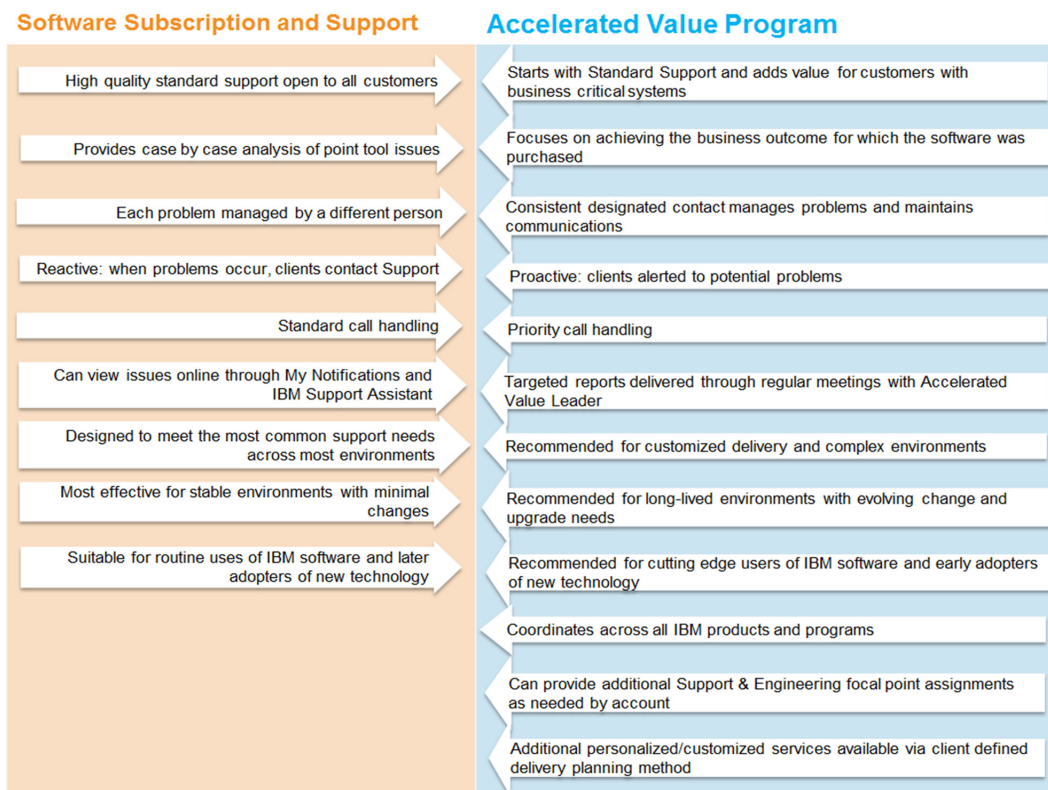 Software Subscription and Support
Accelerated Value Program
High quality standard support open to all customers
Starts with Standard Support and adds value for customers with
business critical systems
Provides case by case analysis of point tool issues
Focuses on achieving the business outcome for which the software was
purchased
Each problem managed by a different person
Consistent designated contact manages problems and maintains
communications
Reactive: when problems occur, clients contact Support
Proactive: clients alerted to potential problems
Standard call handling
Priority call handling
Can view issues online through My Notifications and
IBM Support Assistant
Targeted reports delivered through regular meetings with Accelerated
Value Leader
Designed to meet the most common support needs
across most environments
Recommended for customized delivery and complex environments
Most effective for stable environments with minimal
changes
Recommended for long-lived environments with evolving change and
upgrade needs
Suitable for routine uses of IBM software and later
adopters of new technology
Recommended for cutting edge users of IBM software and early adopters
of new technology
Coordinates across all IBM products and programs
Can provide additional Support & Engineering focal point assignments
as needed by account
Additional personalized/customized services available via client defined
delivery planning method